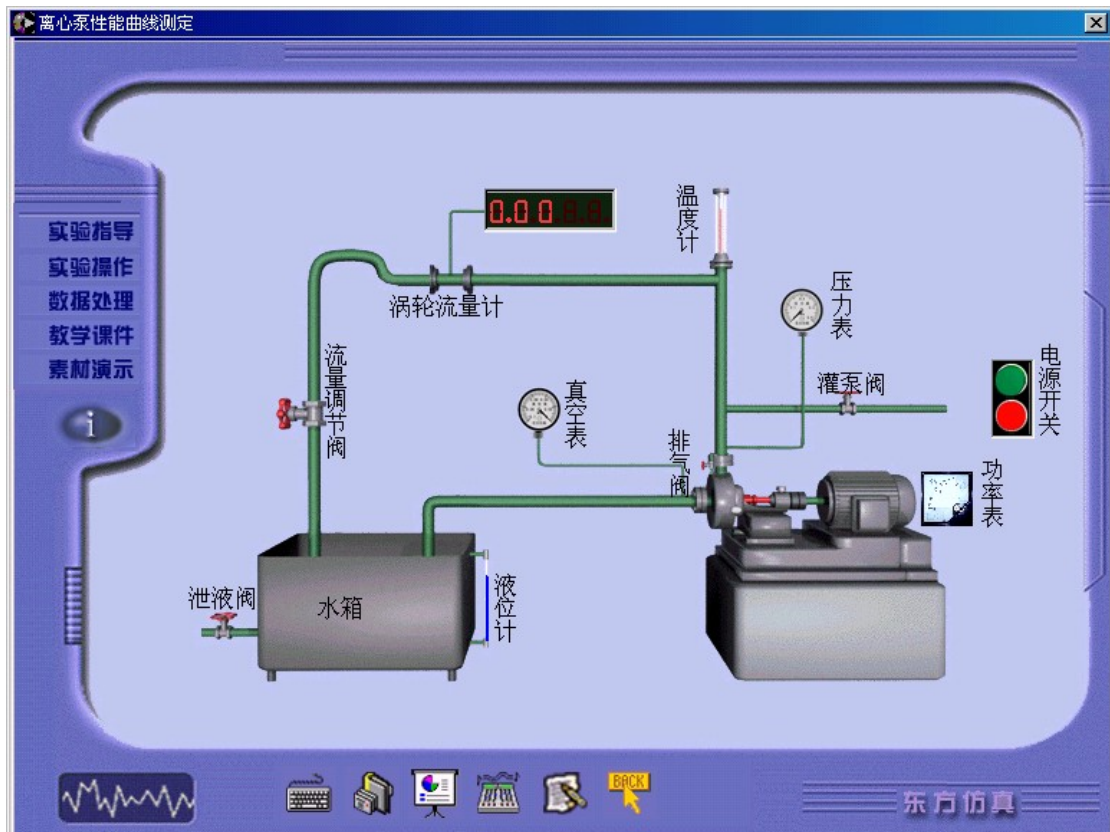 离心泵性能曲线测定
实验指导
实验操作
数据处理
教学课件
素材演示
i
0.00
温度计
涡轮流量计
压力表
流量调节阀
真空表
灌泵阀
电源开关
排气阀
功率表
泄液阀
水箱
液位计
BACK
东方仿真